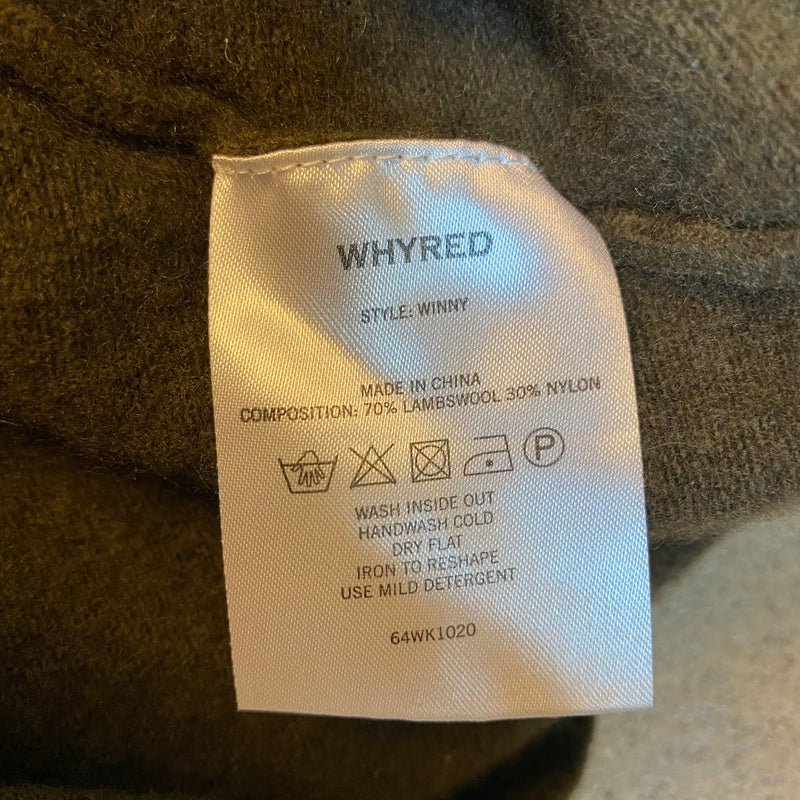 WHYRED
STYLE: WINNY
MADE IN CHINA
COMPOSITION: 70% LAMBSWOOL 30% NYLON
P
WASH INSIDE OUT
HANDWASH COLD
DRY FLAT
IRON TO RESHAPE
USE MILD DETERGENT
64WK1020